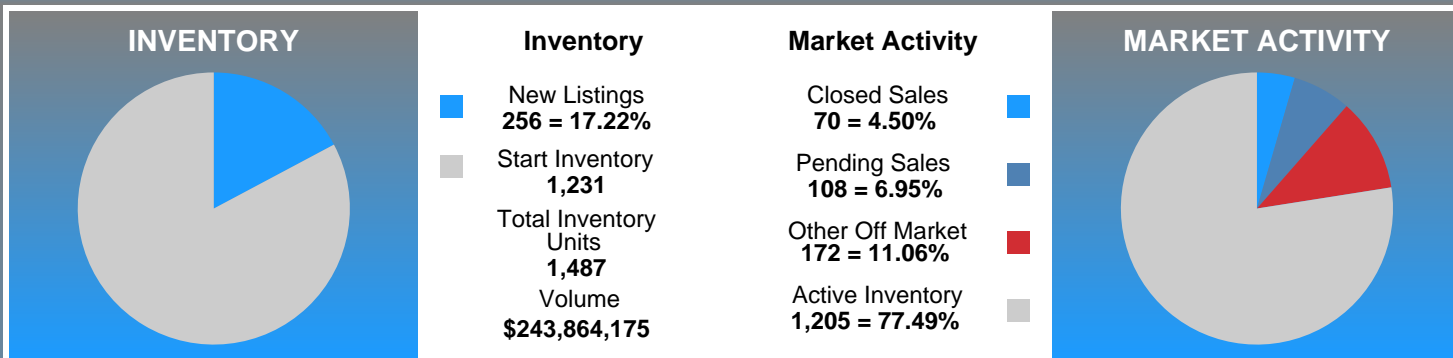 INVENTORY
Inventory
New Listings
256 = 17.22%
Start Inventory
1,231
Total Inventory
Units
1,487
Volume
$243,864,175
Market Activity
Closed Sales
70 = 4.50%
Pending Sales
108 = 6.95%
Other Off Market
172 = 11.06%
Active Inventory
1,205 = 77.49%
MARKET ACTIVITY